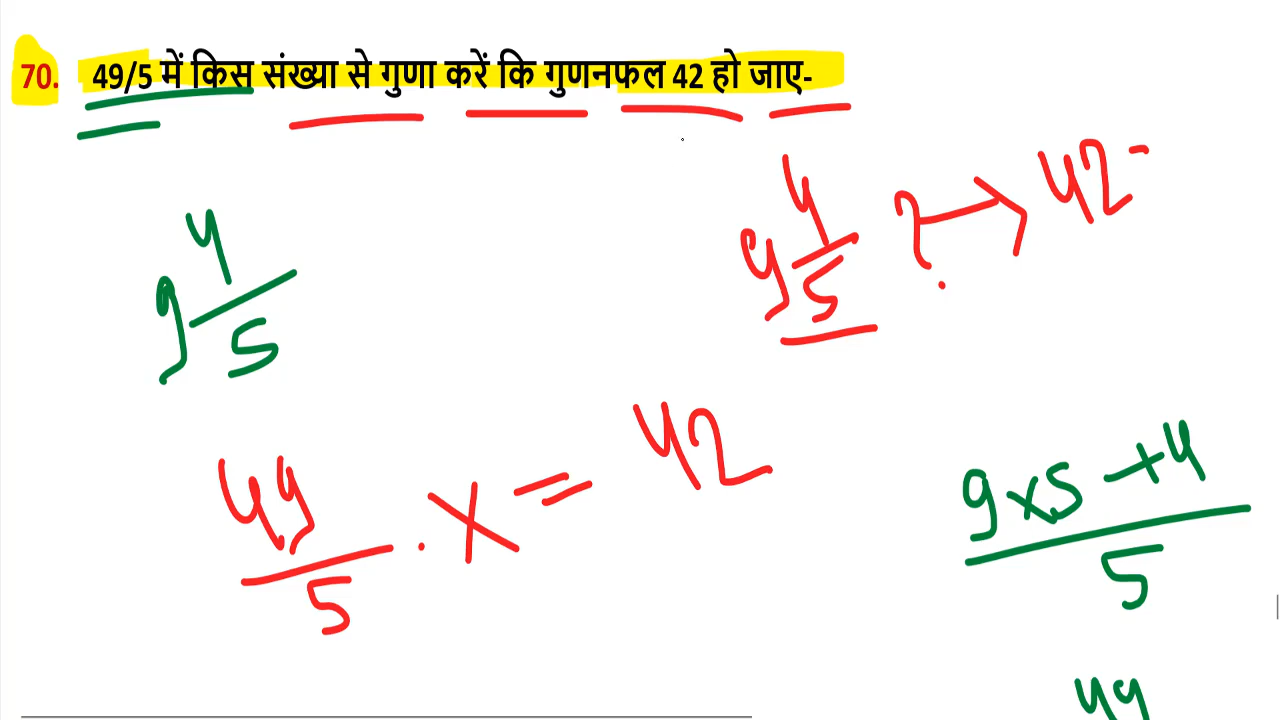 70. 49/5 में किस संख्या से गुणा करें कि गुणनफल 42 हो जाए-
9 4/5 ? → 42 -
9 4/5
49/5 . x = 42
9 x 5 + 4
5
49